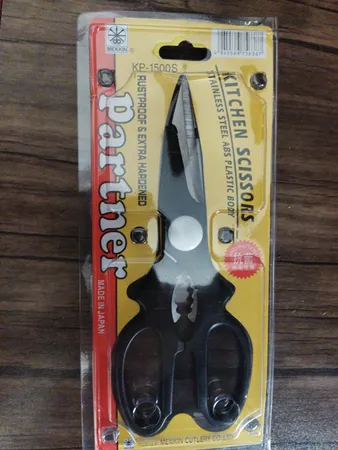 MEKKIN
KP-1500S
KITCHEN SCISSORS
STAINLESS STEEL ABS PLASTIC BODY
RUSTPROOF & EXTRA HARDENED
Partner
MADE IN JAPAN
MEKKIN CUTLERY CO.